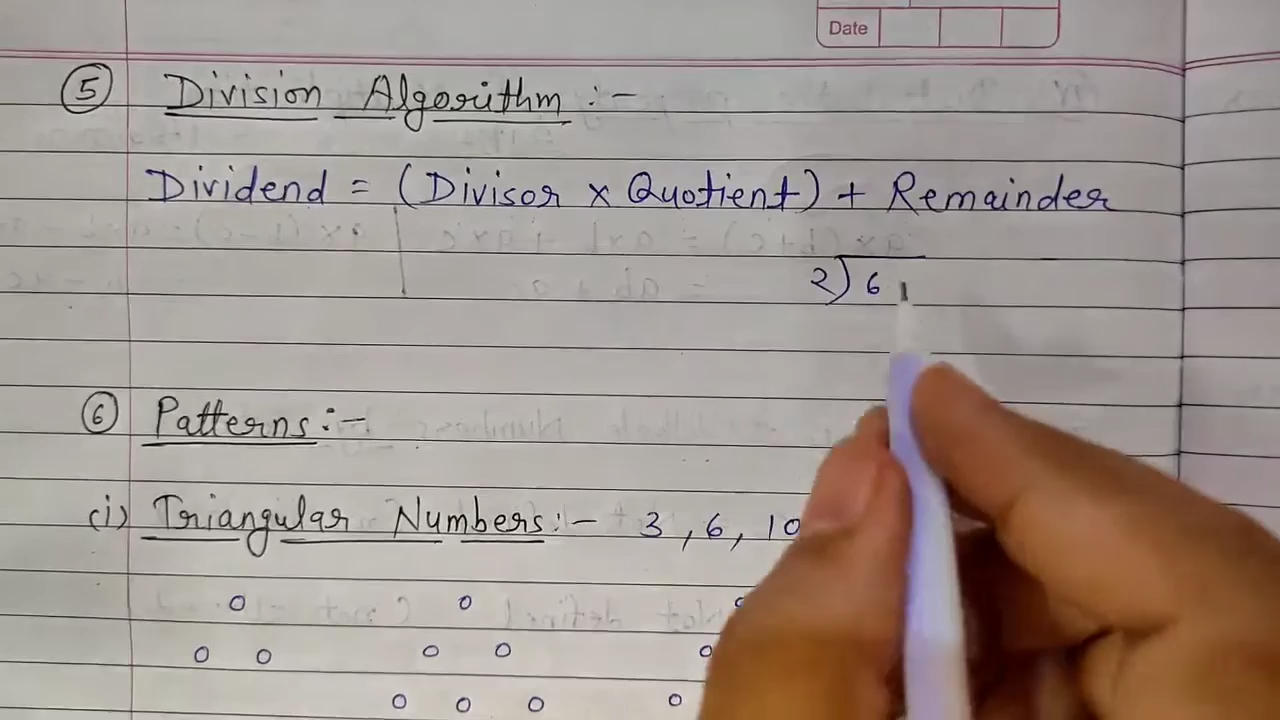 Date
⑤ Division Algorithm :-
Dividend = (Divisor × Quotient) + Remainder
2) 6
⑥ Patterns :-
(i) Triangular Numbers :- 3, 6, 10